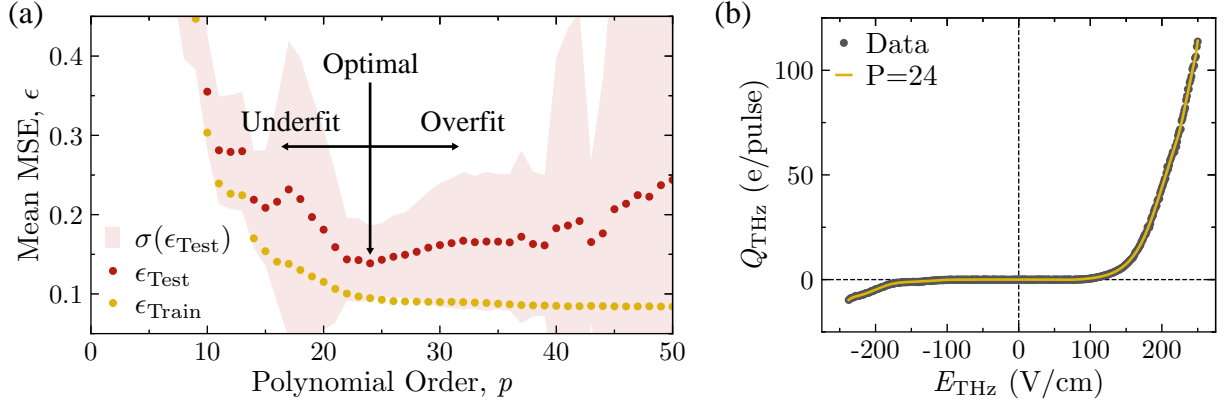 (a)
Mean MSE, ϵ
0.4
0.3
0.2
0.1
Optimal
Underfit
Overfit
σ(ϵTest)
ϵTest
ϵTrain
0 10 20 30 40 50
Polynomial Order, p
(b)
QTHz (e/pulse)
100
50
0
Data
P=24
-200 -100 0 100 200
ETHz (V/cm)